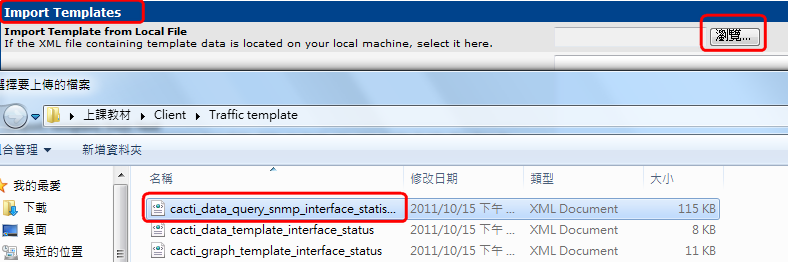 Import Templates
Import Template from Local File
If the XML file containing template data is located on your local machine, select it here.
瀏覽...
選擇要上傳的檔案
上課教材 Client Traffic template
組合管理 新增資料夾
名稱 修改日期 類型 大小
我的最愛
下載
桌面
最近的位置
cacti_data_query_snmp_interface_statis... 2011/10/15 下午 ... XML Document 115 KB
cacti_data_template_interface_status 2011/10/15 下午 ... XML Document 8 KB
cacti_graph_template_interface_status 2011/10/15 下午 ... XML Document 11 KB